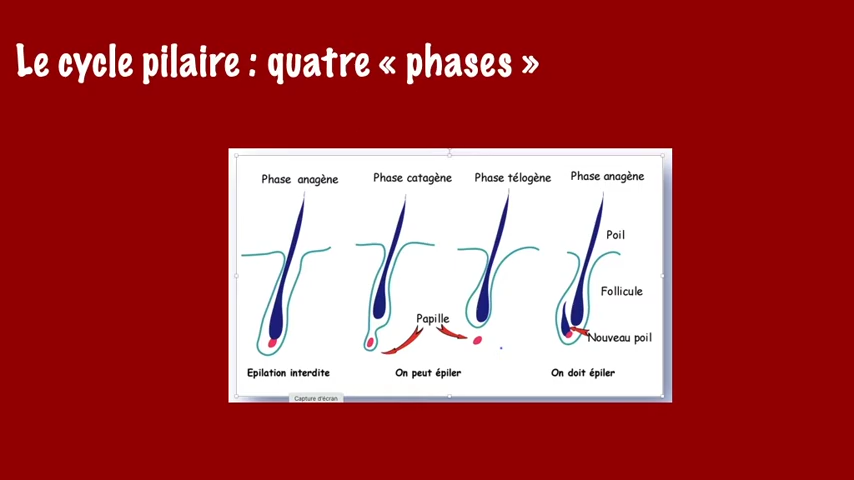 Le cycle pilaire : quatre « phases »
Phase anagène
Phase catagène
Phase télogène
Phase anagène
Poil
Follicule
Papille
Nouveau poil
Epilation interdite
On peut épiler
On doit épiler
Capture d'écran